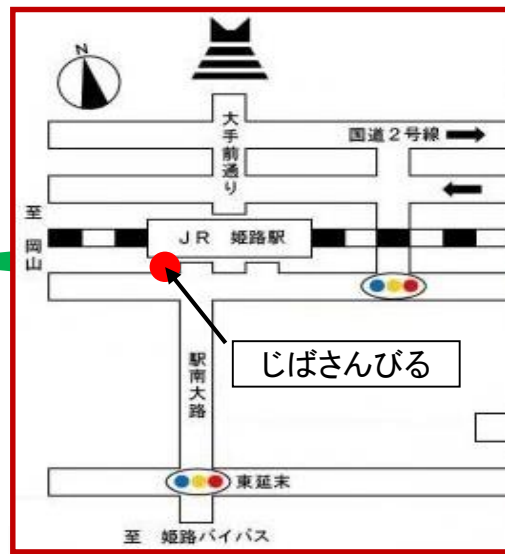 N
大手前通り
国道2号線
至 岡山
JR 姫路駅
じばさんびる
駅南大路
東延末
至 姫路バイパス